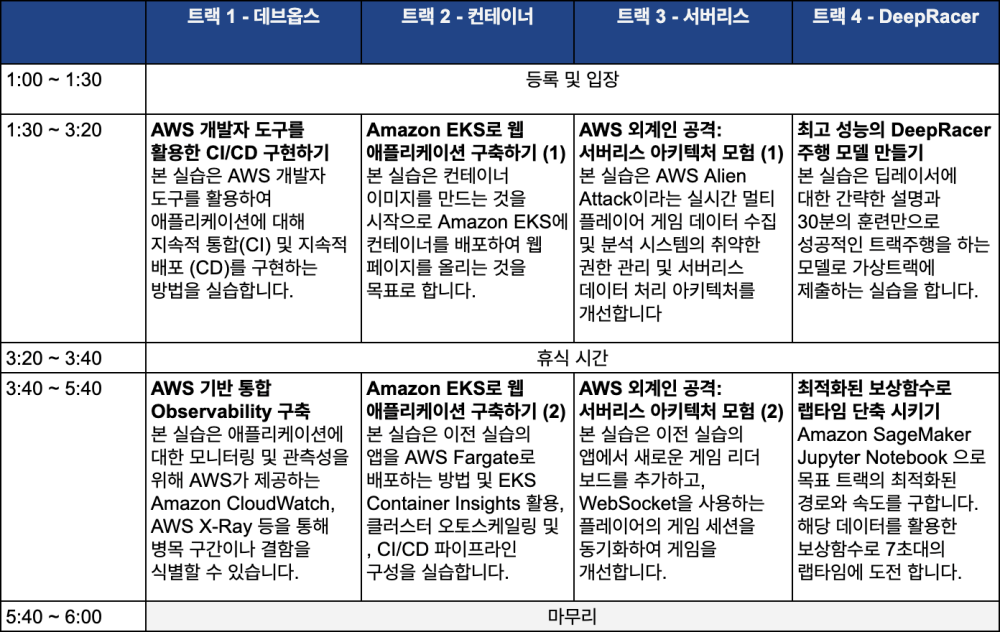 트랙 1 - 데브옵스
트랙 2 - 컨테이너
트랙 3 - 서버리스
트랙 4 - DeepRacer
1:00 ~ 1:30
등록 및 입장
1:30 ~ 3:20
AWS 개발자 도구를
활용한 CI/CD 구현하기
본 실습은 AWS 개발자
도구를 활용하여
애플리케이션에 대해
지속적 통합(CI) 및 지속적
배포 (CD)를 구현하는
방법을 실습합니다.
Amazon EKS로 웹
애플리케이션 구축하기 (1)
본 실습은 컨테이너
이미지를 만드는 것을
시작으로 Amazon EKS에
컨테이너를 배포하여 웹
페이지를 올리는 것을
목표로 합니다.
AWS 외계인 공격:
서버리스 아키텍처 모험 (1)
본 실습은 AWS Alien
Attack이라는 실시간 멀티
플레이어 게임 데이터 수집
및 분석 시스템의 취약한
권한 관리 및 서버리스
데이터 처리 아키텍처를
개선합니다
최고 성능의 DeepRacer
주행 모델 만들기
본 실습은 딥레이서에
대한 간략한 설명과
30분의 훈련만으로
성공적인 트랙주행을 하는
모델로 가상트랙에
제출하는 실습을 합니다.
3:20 ~ 3:40
휴식 시간
3:40 ~ 5:40
AWS 기반 통합
Observability 구축
본 실습은 애플리케이션에
대한 모니터링 및 관측성을
위해 AWS가 제공하는
Amazon CloudWatch,
AWS X-Ray 등을 통해
병목 구간이나 결함을
식별할 수 있습니다.
Amazon EKS로 웹
애플리케이션 구축하기 (2)
본 실습은 이전 실습의
앱을 AWS Fargate로
배포하는 방법 및 EKS
Container Insights 활용,
클러스터 오토스케일링 및
, CI/CD 파이프라인
구성을 실습합니다.
AWS 외계인 공격:
서버리스 아키텍처 모험 (2)
본 실습은 이전 실습의
앱에서 새로운 게임 리더
보드를 추가하고,
WebSocket을 사용하는
플레이어의 게임 세션을
동기화하여 게임을
개선합니다.
최적화된 보상함수로
랩타임 단축 시키기
Amazon SageMaker
Jupyter Notebook 으로
목표 트랙의 최적화된
경로와 속도를 구합니다.
해당 데이터를 활용한
보상함수로 7초대의
랩타임에 도전 합니다.
5:40 ~ 6:00
마무리